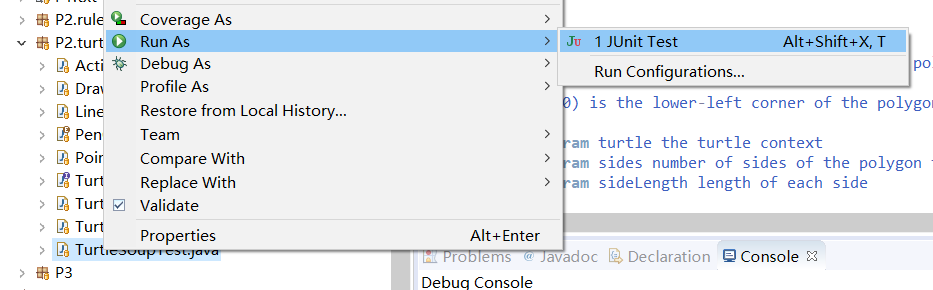 P2.rule
P2.turt
Acti
Draw
Line
Pen
Poin
Turt
Turt
Turt
TurtleSoupTest.java
P3
Coverage As
Run As
Debug As
Profile As
Restore from Local History...
Team
Compare With
Replace With
Validate
Properties Alt+Enter
1 JUnit Test Alt+Shift+X, T
Run Configurations...
0) is the lower-left corner of the polygon
ram turtle the turtle context
ram sides number of sides of the polygon
ram sideLength length of each side
Problems @ Javadoc Declaration Console
Debug Console